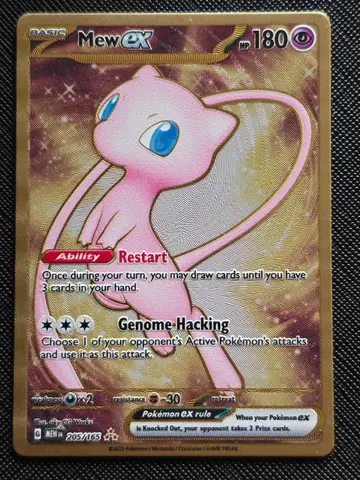 BASIC
Mew ex HP 180
Ability Restart
Once during your turn, you may draw cards until you have
3 cards in your hand.
Genome Hacking
Choose 1 of your opponent's Active Pokémon's attacks
and use it as this attack.
weakness ×2 resistance -30 retreat
Pokémon ex rule
When your Pokémon ex
is Knocked Out, your opponent takes 2 Prize cards.
Illus.
G MEW EN 205/165
©2023 Pokémon / Nintendo / Creatures / GAME FREAK